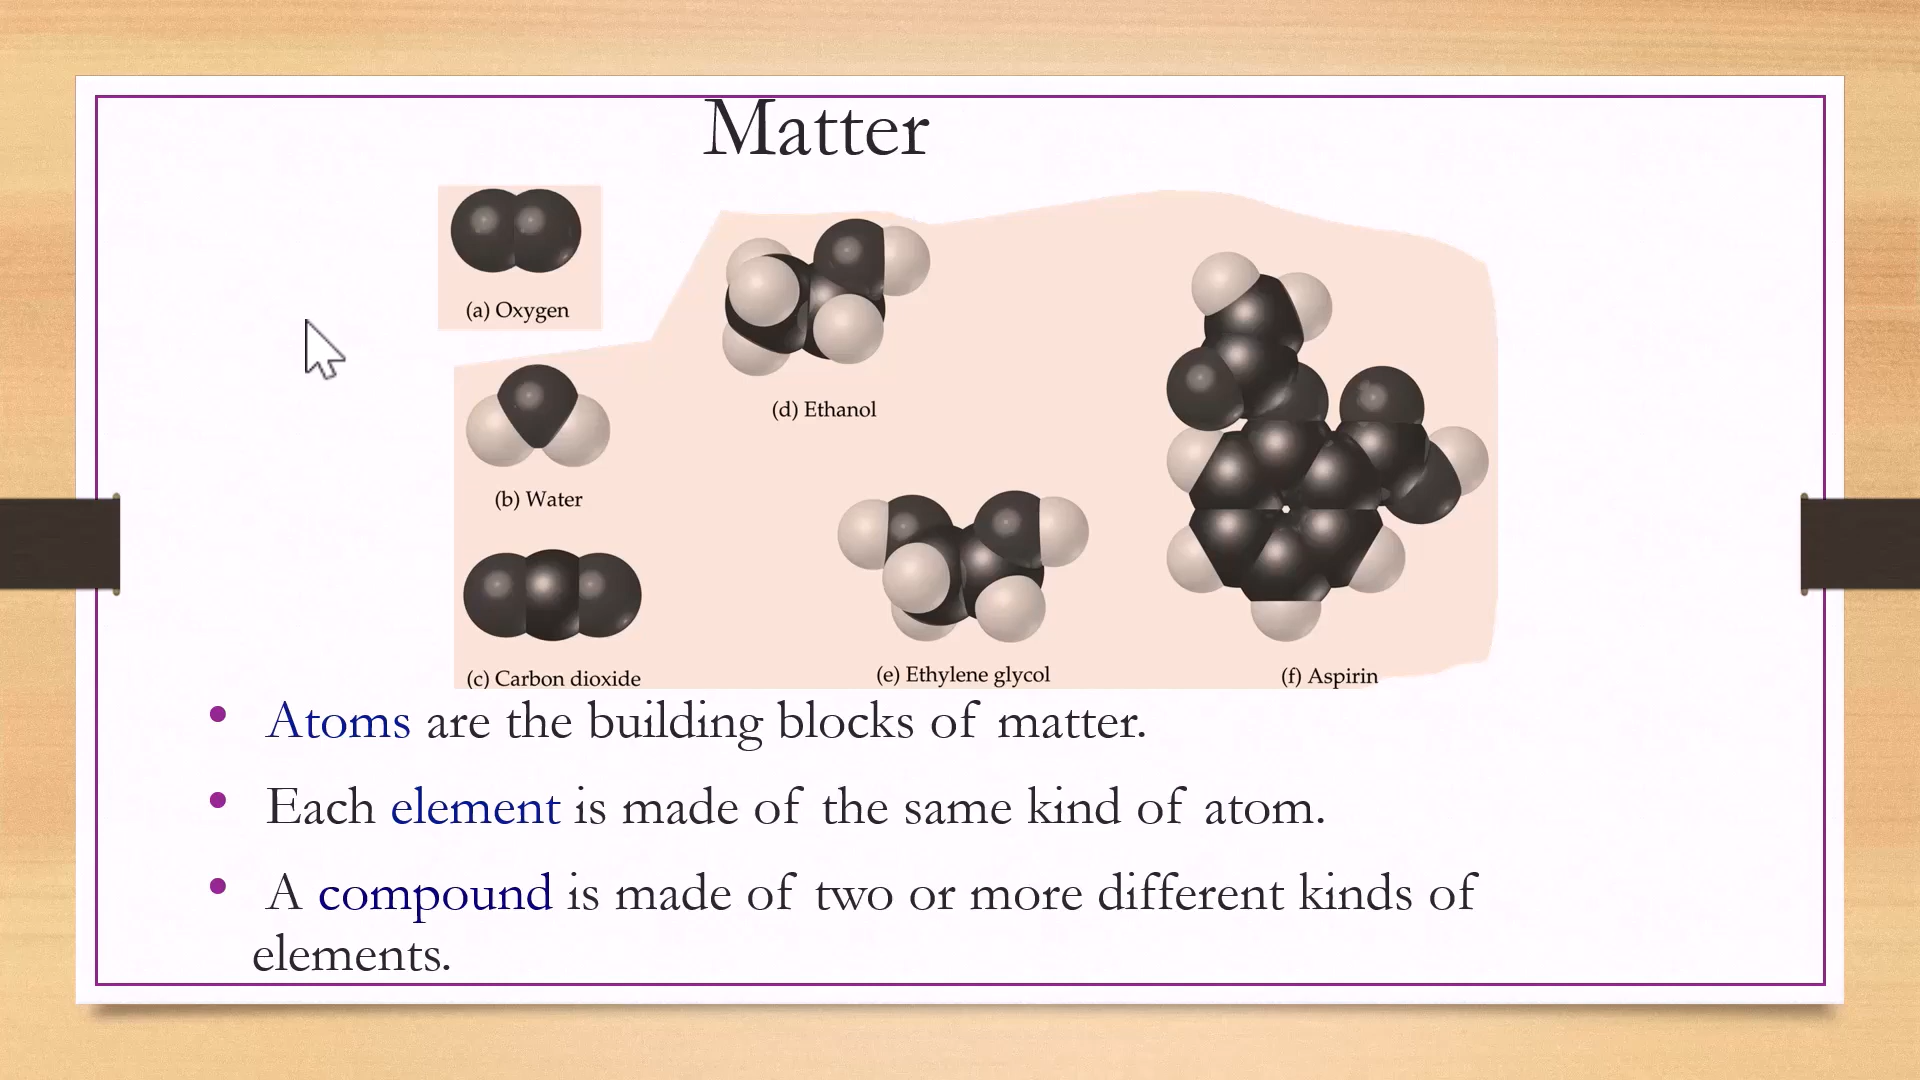 Matter
(a) Oxygen
(b) Water
(c) Carbon dioxide
(d) Ethanol
(e) Ethylene glycol
(f) Aspirin
• Atoms are the building blocks of matter.
• Each element is made of the same kind of atom.
• A compound is made of two or more different kinds of
elements.